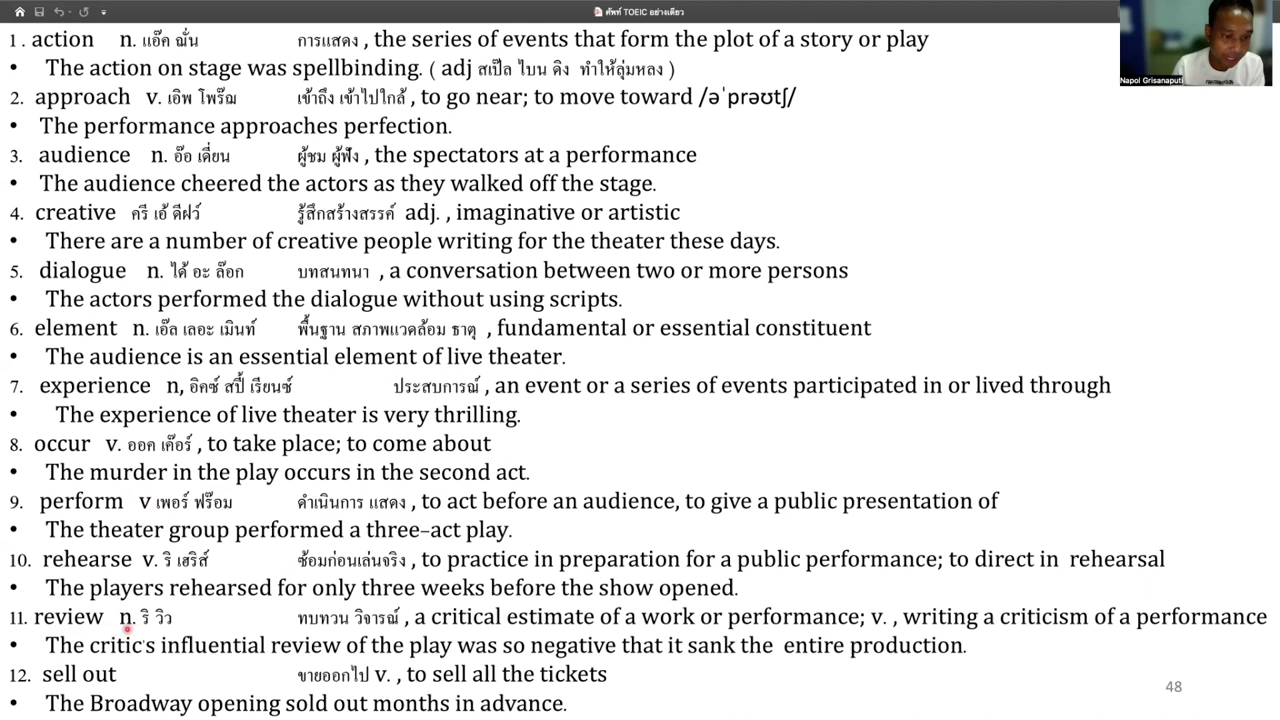 ศัพท์ TOEIC อย่างเดียว
Napol Grisanaputi
1 . action n. แอ๊ค ฌั่น การแสดง , the series of events that form the plot of a story or play
• The action on stage was spellbinding. ( adj สเป็ล ไบน ดิง ทำให้ลุ่มหลง )
2. approach v. เอิพ โพร๊ฌ เข้าถึง เข้าไปใกล้ , to go near; to move toward /əˈprəʊtʃ/
• The performance approaches perfection.
3. audience n. อ๊อ เดี่ยน ผู้ชม ผู้ฟัง , the spectators at a performance
• The audience cheered the actors as they walked off the stage.
4. creative ครี เอ้ ดีฝว์ รู้สึกสร้างสรรค์ adj. , imaginative or artistic
• There are a number of creative people writing for the theater these days.
5. dialogue n. ได้ อะ ล๊อก บทสนทนา , a conversation between two or more persons
• The actors performed the dialogue without using scripts.
6. element n. เอ๊ล เลอะ เมินท์ พื้นฐาน สภาพแวดล้อม ธาตุ , fundamental or essential constituent
• The audience is an essential element of live theater.
7. experience n, อิคซ์ สปี้ เรียนซ์ ประสบการณ์ , an event or a series of events participated in or lived through
• The experience of live theater is very thrilling.
8. occur v. ออค เค๊อร์ , to take place; to come about
• The murder in the play occurs in the second act.
9. perform v เพอร์ ฟร๊อม ดำเนินการ แสดง , to act before an audience, to give a public presentation of
• The theater group performed a three–act play.
10. rehearse v. ริ เฮริส์ ซ้อมก่อนเล่นจริง , to practice in preparation for a public performance; to direct in rehearsal
• The players rehearsed for only three weeks before the show opened.
11. review n. ริ วิว ทบทวน วิจารณ์ , a critical estimate of a work or performance; v. , writing a criticism of a performance
• The critic's influential review of the play was so negative that it sank the entire production.
12. sell out ขายออกไป v. , to sell all the tickets
• The Broadway opening sold out months in advance.
48